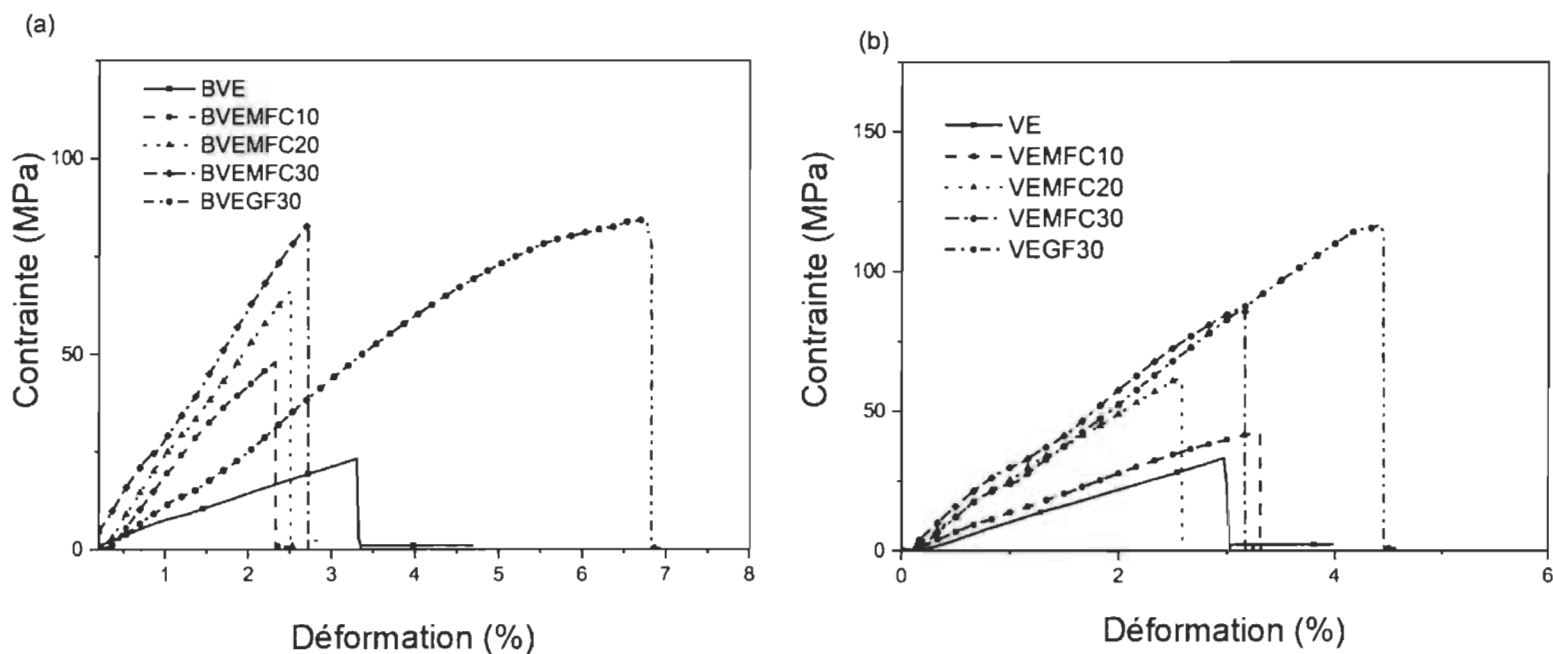 (a)
BVE
BVEMFC10
BVEMFC20
BVEMFC30
BVEGF30
100
50
0
Contrainte (MPa)
1 2 3 4 5 6 7 8
Déformation (%)
(b)
VE
VEMFC10
VEMFC20
VEMFC30
VEGF30
150
100
50
0
Contrainte (MPa)
0 2 4 6
Déformation (%)